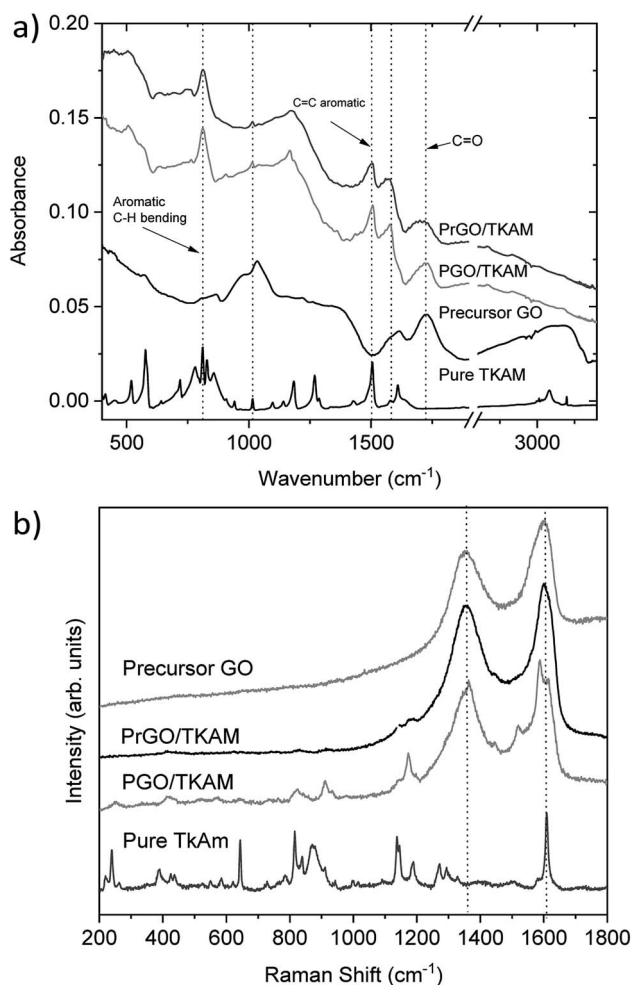 a)
0.20
0.15
0.10
0.05
0.00
Absorbance
C=C aromatic
C=O
Aromatic
C-H bending
PrGO/TKAM
PGO/TKAM
Precursor GO
Pure TKAM
500 1000 1500 3000
Wavenumber (cm⁻¹)
b)
Intensity (arb. units)
Precursor GO
PrGO/TKAM
PGO/TKAM
Pure TkAm
200 400 600 800 1000 1200 1400 1600 1800
Raman Shift (cm⁻¹)